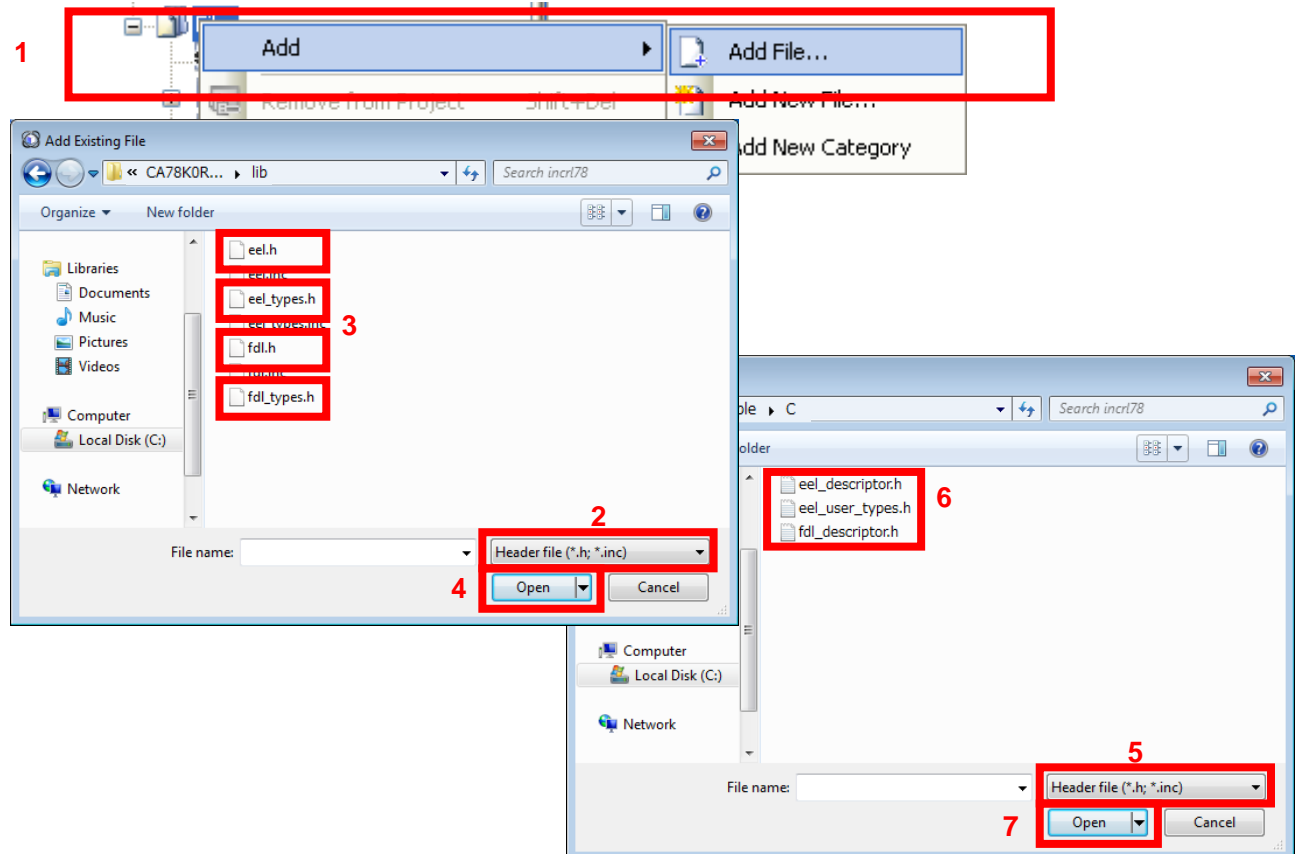 1
Add
Add File...
Remove from Project Shift+Del
Add New File...
Add New Category
Add Existing File
« CA78K0R... lib
Search incrl78
Organize New folder
Libraries
Documents
Music
Pictures
Videos
Computer
Local Disk (C:)
Network
eel.h
eel.inc
eel_types.h
eel_types.inc
3
fdl.h
fdl.inc
fdl_types.h
2
File name:
Header file (*.h; *.inc)
4
Open
Cancel
C
Search incrl78
older
eel_descriptor.h
eel_user_types.h
fdl_descriptor.h
6
Computer
Local Disk (C:)
Network
5
File name:
Header file (*.h; *.inc)
7
Open
Cancel